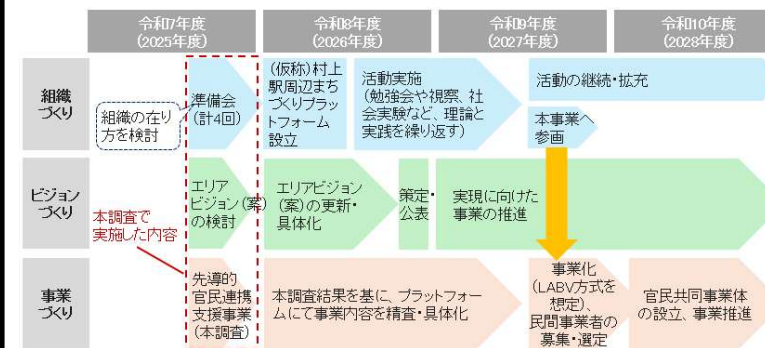 令和7年度
(2025年度)
令和8年度
(2026年度)
令和9年度
(2027年度)
令和10年度
(2028年度)
組織
づくり
組織の在り
方を検討
準備会
(計4回)
(仮称)村上
駅周辺まち
づくりプラッ
トフォーム
設立
活動実施
(勉強会や視察、社
会実験など、理論と
実践を繰り返す)
活動の継続・拡充
本事業へ
参画
ビジョン
づくり
エリア
ビジョン(案)
の検討
エリアビジョン
(案)の更新・
具体化
策定・
公表
実現に向けた
事業の推進
本調査で
実施した内容
事業
づくり
先導的
官民連携
支援事業
(本調査)
本調査結果を基に、プラットフォー
ムにて事業内容を精査・具体化
事業化
(LABV方式を
想定)、
民間事業者の
募集・選定
官民共同事業体
の設立、事業推進